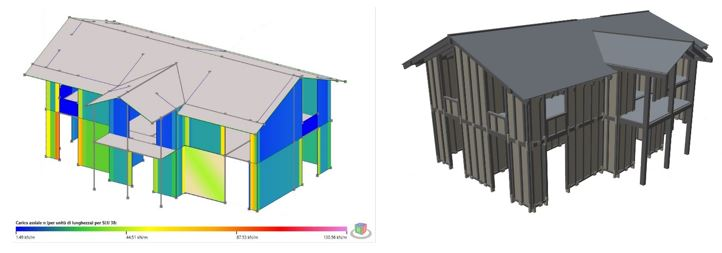 Carico assiale n (per unità di lunghezza) per SLU 38
1.49 kN/m 44.51 kN/m 87.53 kN/m 130.56 kN/m